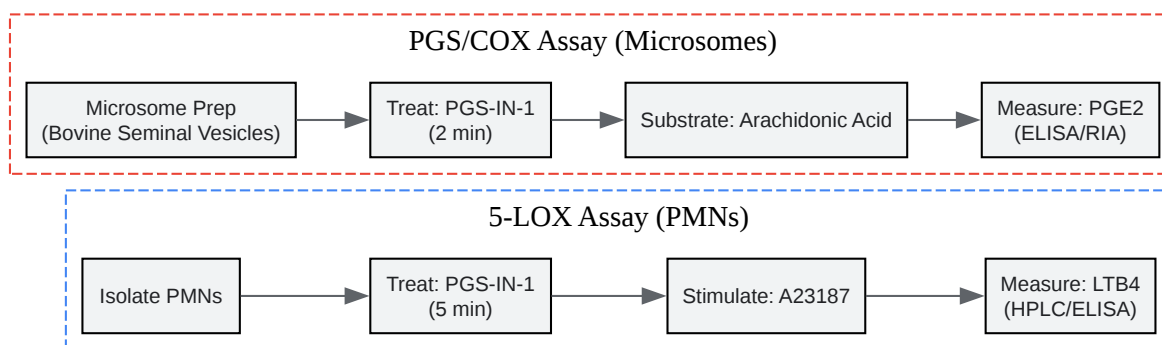 PGS/COX Assay (Microsomes)
Microsome Prep
(Bovine Seminal Vesicles)
Treat: PGS-IN-1
(2 min)
Substrate: Arachidonic Acid
Measure: PGE2
(ELISA/RIA)
5-LOX Assay (PMNs)
Isolate PMNs
Treat: PGS-IN-1
(5 min)
Stimulate: A23187
Measure: LTB4
(HPLC/ELISA)